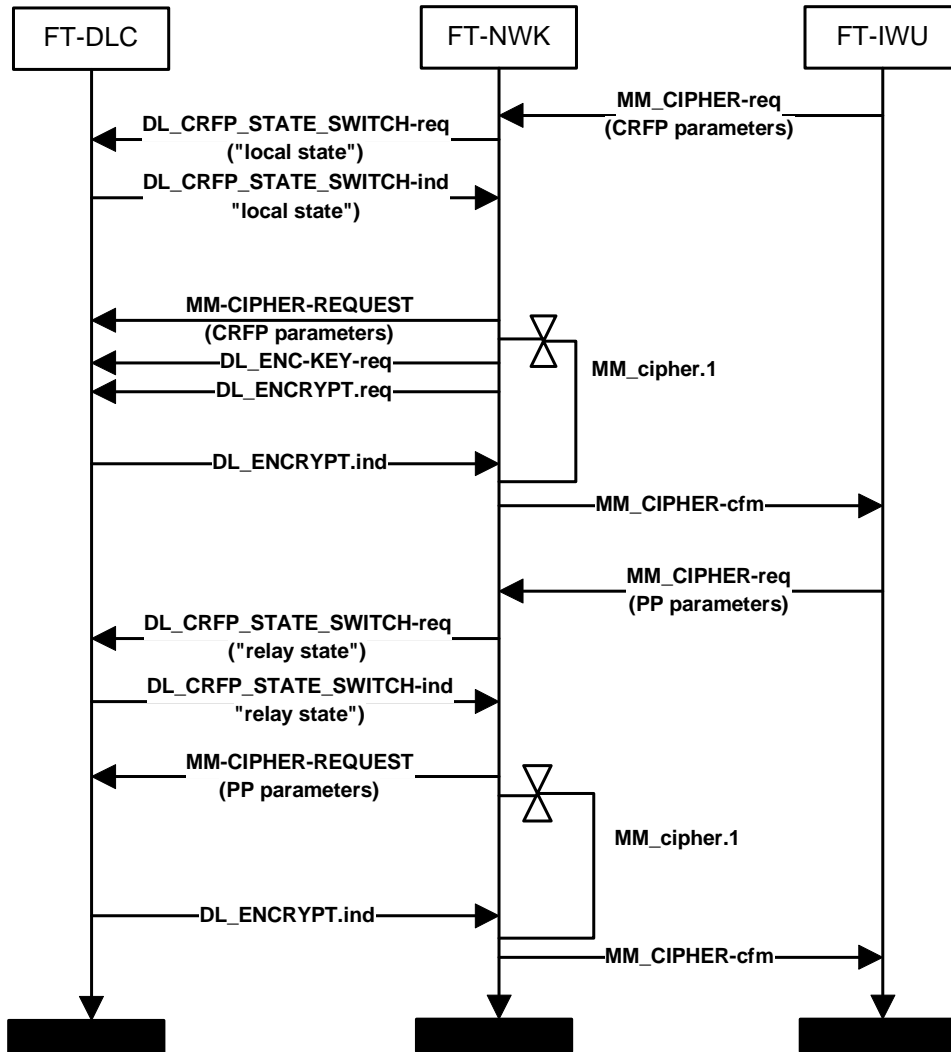 FT-DLC
FT-NWK
FT-IWU
MM_CIPHER-req
(CRFP parameters)
DL_CRFP_STATE_SWITCH-req
("local state")
DL_CRFP_STATE_SWITCH-ind
"local state")
MM-CIPHER-REQUEST
(CRFP parameters)
DL_ENC-KEY-req
MM_cipher.1
DL_ENCRYPT.req
DL_ENCRYPT.ind
MM_CIPHER-cfm
MM_CIPHER-req
(PP parameters)
DL_CRFP_STATE_SWITCH-req
("relay state")
DL_CRFP_STATE_SWITCH-ind
"relay state")
MM-CIPHER-REQUEST
(PP parameters)
MM_cipher.1
DL_ENCRYPT.ind
MM_CIPHER-cfm